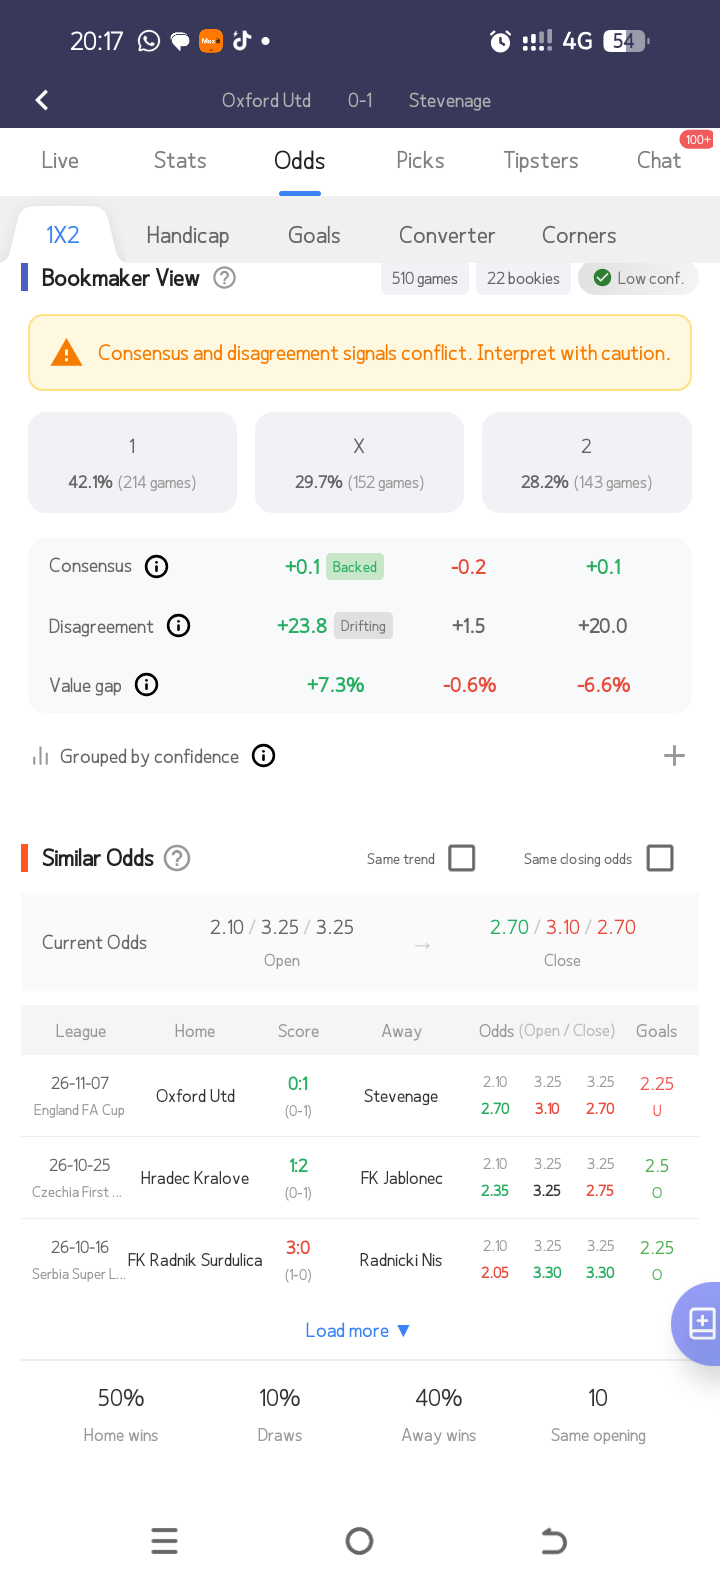 20:17 4G 54
Oxford Utd 0-1 Stevenage
Live Stats Odds Picks Tipsters Chat 100+
1X2 Handicap Goals Converter Corners
Bookmaker View ? 510 games 22 bookies Low conf.
Consensus and disagreement signals conflict. Interpret with caution.
1 X 2
42.1% (214 games) 29.7% (152 games) 28.2% (143 games)
Consensus +0.1 Backed -0.2 +0.1
Disagreement +23.8 Drifting +1.5 +20.0
Value gap +7.3% -0.6% -6.6%
Grouped by confidence +
Similar Odds ? Same trend Same closing odds
Current Odds 2.10 / 3.25 / 3.25 → 2.70 / 3.10 / 2.70
Open Close
League Home Score Away Odds (Open / Close) Goals
26-11-07 Oxford Utd 0:1 Stevenage 2.10 3.25 3.25 2.25
England FA Cup (0-1) 2.70 3.10 2.70 U
26-10-25 Hradec Kralove 1:2 FK Jablonec 2.10 3.25 3.25 2.5
Czechia First ... (0-1) 2.35 3.25 2.75 O
26-10-16 FK Radnik Surdulica 3:0 Radnicki Nis 2.10 3.25 3.25 2.25
Serbia Super L... (1-0) 2.05 3.30 3.30 O
Load more ▼
50% 10% 40% 10
Home wins Draws Away wins Same opening